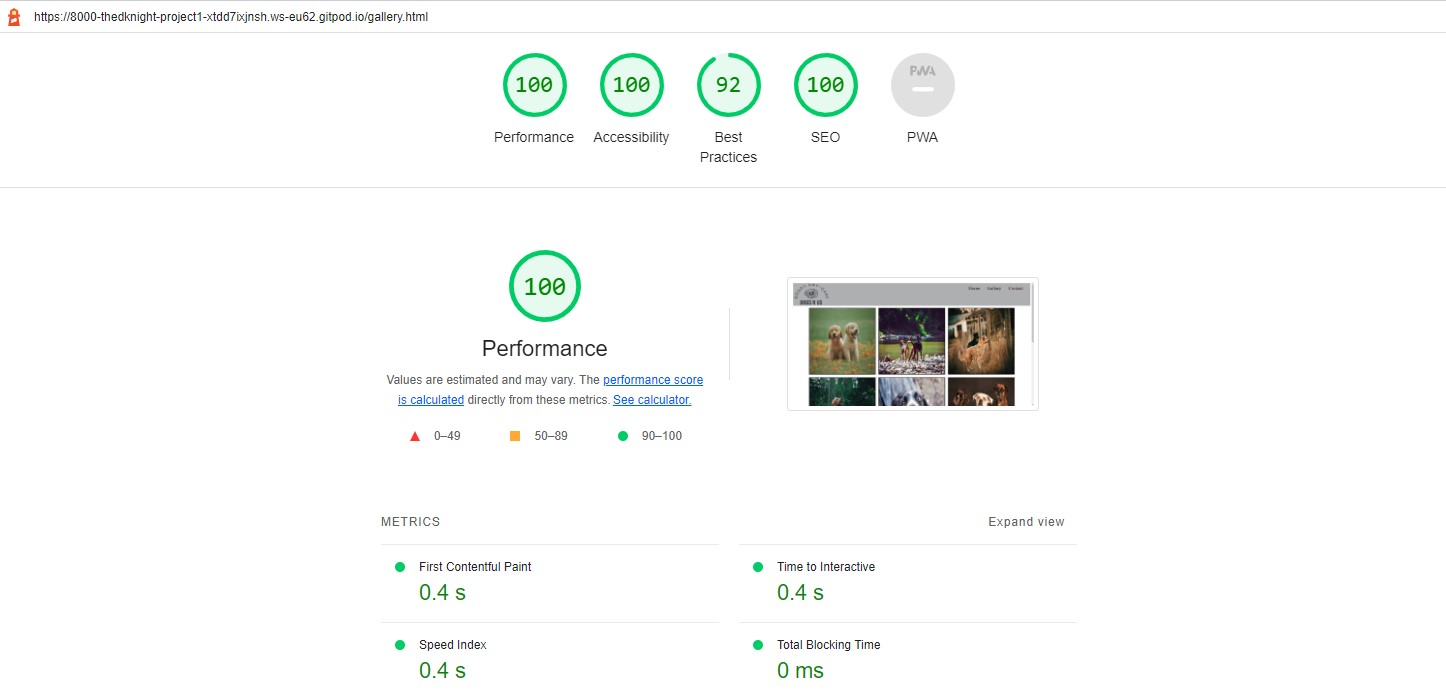 https://8000-thedknight-project1-xtdd7ixjnsh.ws-eu62.gitpod.io/gallery.html
100
100
92
100
PWA
Performance
Accessibility
Best
Practices
SEO
PWA
100
Performance
Values are estimated and may vary. The performance score
is calculated directly from these metrics. See calculator.
0–49
50–89
90–100
Home Gallery Contact
METRICS
Expand view
First Contentful Paint
0.4 s
Time to Interactive
0.4 s
Speed Index
0.4 s
Total Blocking Time
0 ms